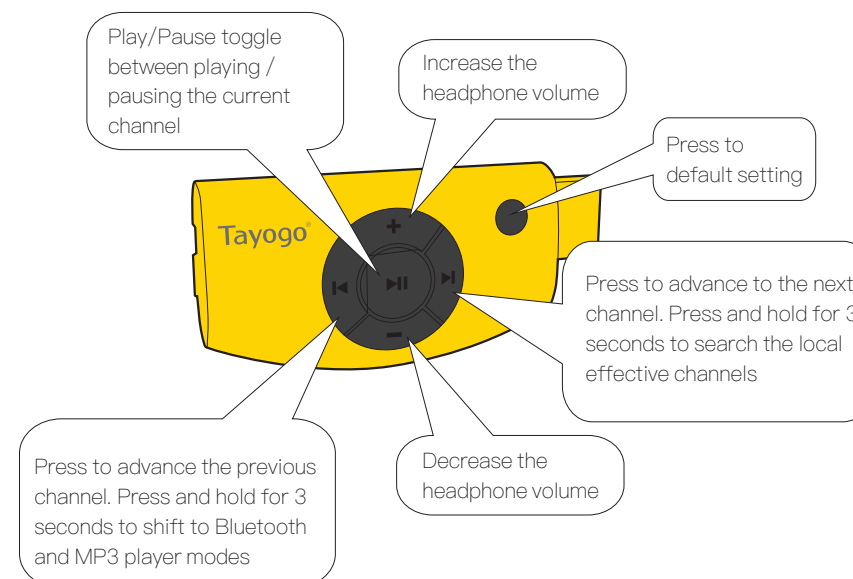 Play/Pause toggle
between playing /
pausing the current
channel
Increase the
headphone volume
Press to
default setting
Tayogo®
Press to advance to the next
channel. Press and hold for 3
seconds to search the local
effective channels
Press to advance the previous
channel. Press and hold for 3
seconds to shift to Bluetooth
and MP3 player modes
Decrease the
headphone volume